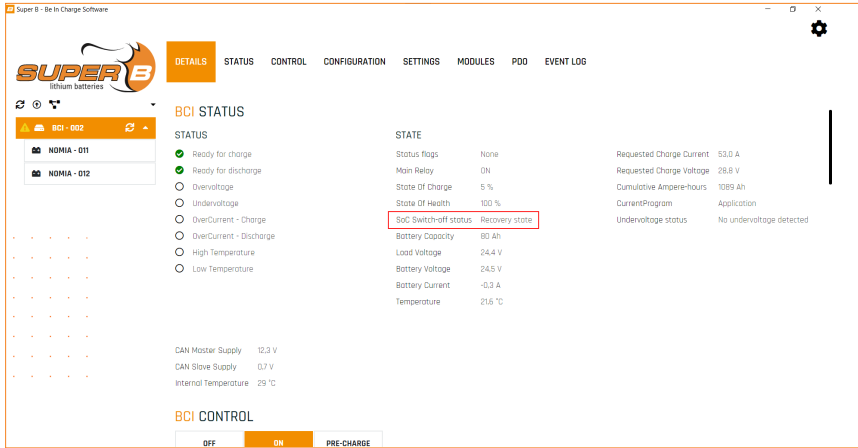 Super B - Be In Charge Software
SUPER B
lithium batteries
DETAILS STATUS CONTROL CONFIGURATION SETTINGS MODULES PDO EVENT LOG
BCI - 002
NOMIA - 011
NOMIA - 012
BCI STATUS
STATUS
Ready for charge
Ready for discharge
Overvoltage
Undervoltage
OverCurrent - Charge
OverCurrent - Discharge
High Temperature
Low Temperature
STATE
Status flags None
Main Relay ON
State Of Charge 5 %
State Of Health 100 %
SoC Switch-off status Recovery state
Battery Capacity 80 Ah
Load Voltage 24,4 V
Battery Voltage 24,5 V
Battery Current -0,3 A
Temperature 21,6 °C
Requested Charge Current 53,0 A
Requested Charge Voltage 28,8 V
Cumulative Ampere-hours 1089 Ah
CurrentProgram Application
Undervoltage status No undervoltage detected
CAN Master Supply 12,3 V
CAN Slave Supply 0,7 V
Internal Temperature 29 °C
BCI CONTROL
OFF ON PRE-CHARGE